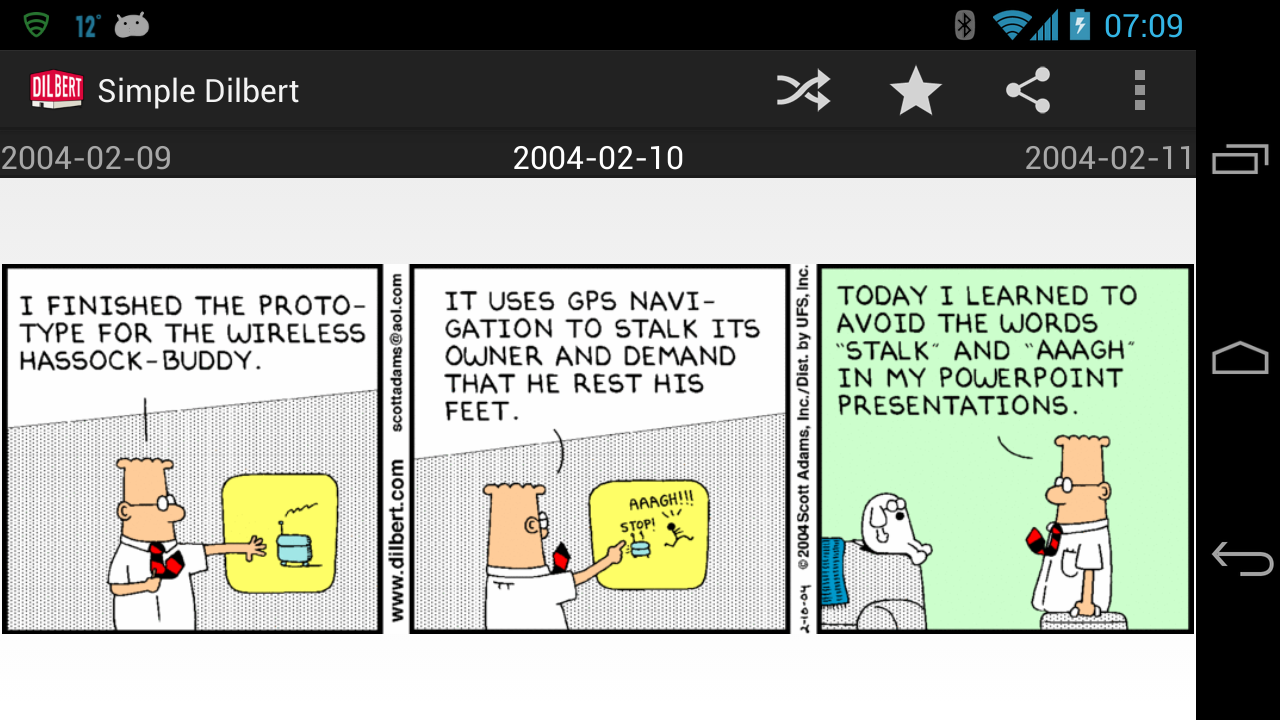 12°
07:09
DILBERT
Simple Dilbert
2004-02-09
2004-02-10
2004-02-11
I FINISHED THE PROTO-
TYPE FOR THE WIRELESS
HASSOCK-BUDDY.
www.dilbert.com scottadams@aol.com
IT USES GPS NAVI-
GATION TO STALK ITS
OWNER AND DEMAND
THAT HE REST HIS
FEET.
AAAGH!!!
STOP!
2-10-04 © 2004 Scott Adams, Inc./Dist. by UFS, Inc.
TODAY I LEARNED TO
AVOID THE WORDS
"STALK" AND "AAAGH"
IN MY POWERPOINT
PRESENTATIONS.